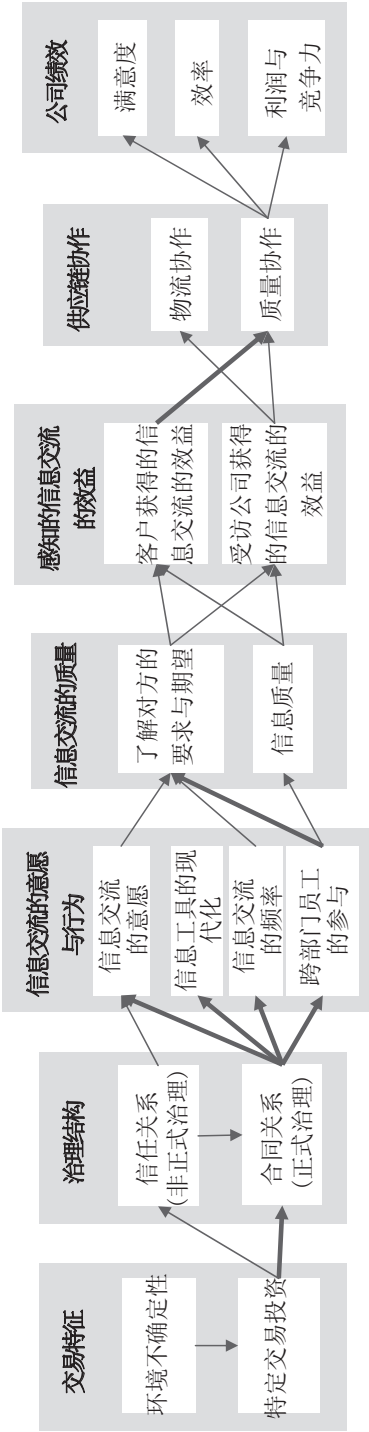 交易特征
环境不确定性
特定交易投资
治理结构
信任关系
(非正式治理)
合同关系
(正式治理)
信息交流的意愿
与行为
信息交流
的意愿
信息工具的现
代化
信息交流
的频率
跨部门员工
的参与
信息交流的质量
了解对方的
要求与期望
信息质量
感知的信息交流
的效益
客户获得的信
息交流的效益
受访公司获得
的信息交流的
效益
供应链协作
物流协作
质量协作
公司绩效
满意度
效率
利润与
竞争力